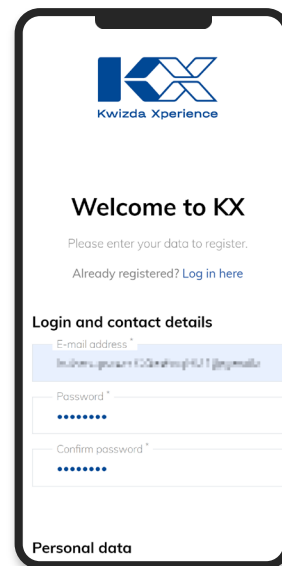 KX
Kwizda Xperience
Welcome to KX
Please enter your data to register.
Already registered? Log in here
Login and contact details
E-mail address *
Password *
••••••••
Confirm password *
••••••••
Personal data